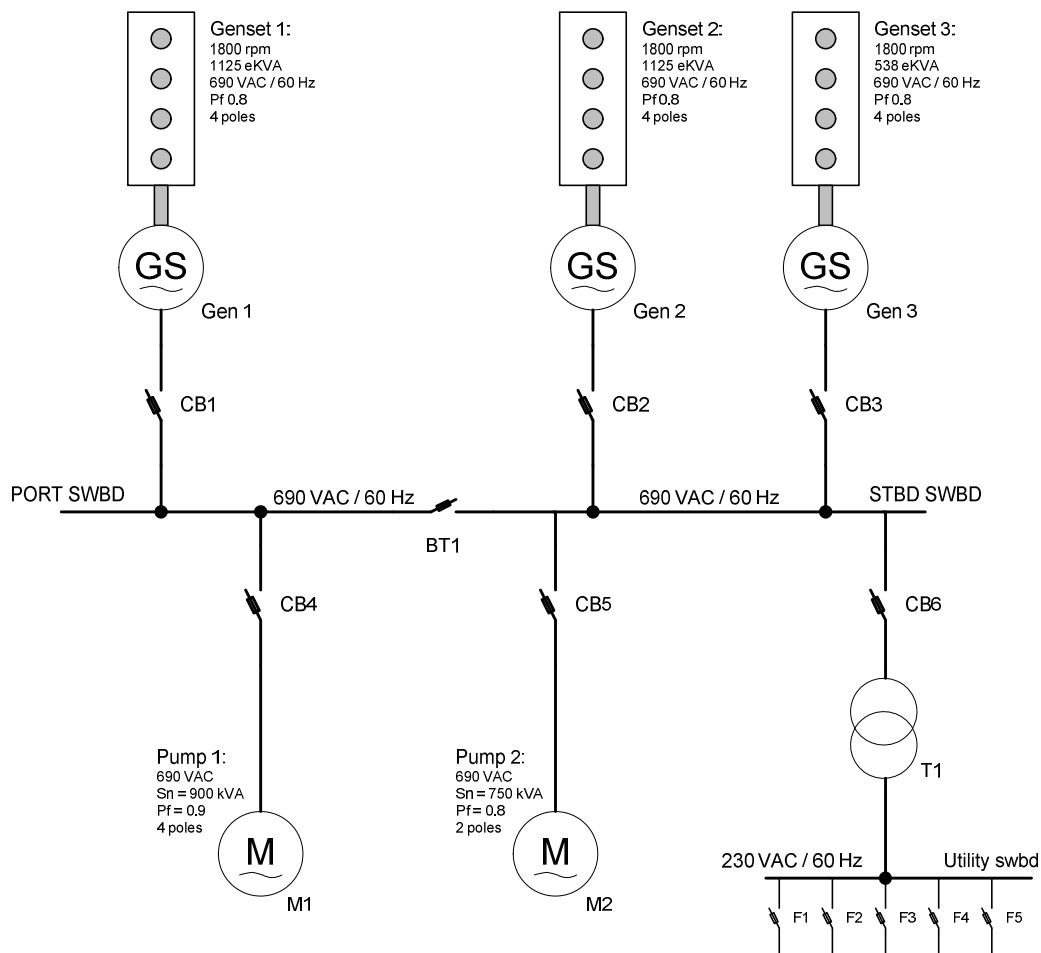 Genset 1:
1800 rpm
1125 eKVA
690 VAC / 60 Hz
Pf 0.8
4 poles
Genset 2:
1800 rpm
1125 eKVA
690 VAC / 60 Hz
Pf 0.8
4 poles
Genset 3:
1800 rpm
538 eKVA
690 VAC / 60 Hz
Pf 0.8
4 poles
GS
Gen 1
GS
Gen 2
GS
Gen 3
CB1
CB2
CB3
PORT SWBD
690 VAC / 60 Hz
690 VAC / 60 Hz
STBD SWBD
BT1
CB4
CB5
CB6
Pump 1:
690 VAC
Sn = 900 kVA
Pf = 0.9
4 poles
M
M1
Pump 2:
690 VAC
Sn = 750 kVA
Pf = 0.8
2 poles
M
M2
T1
230 VAC / 60 Hz
Utility swbd
F1
F2
F3
F4
F5